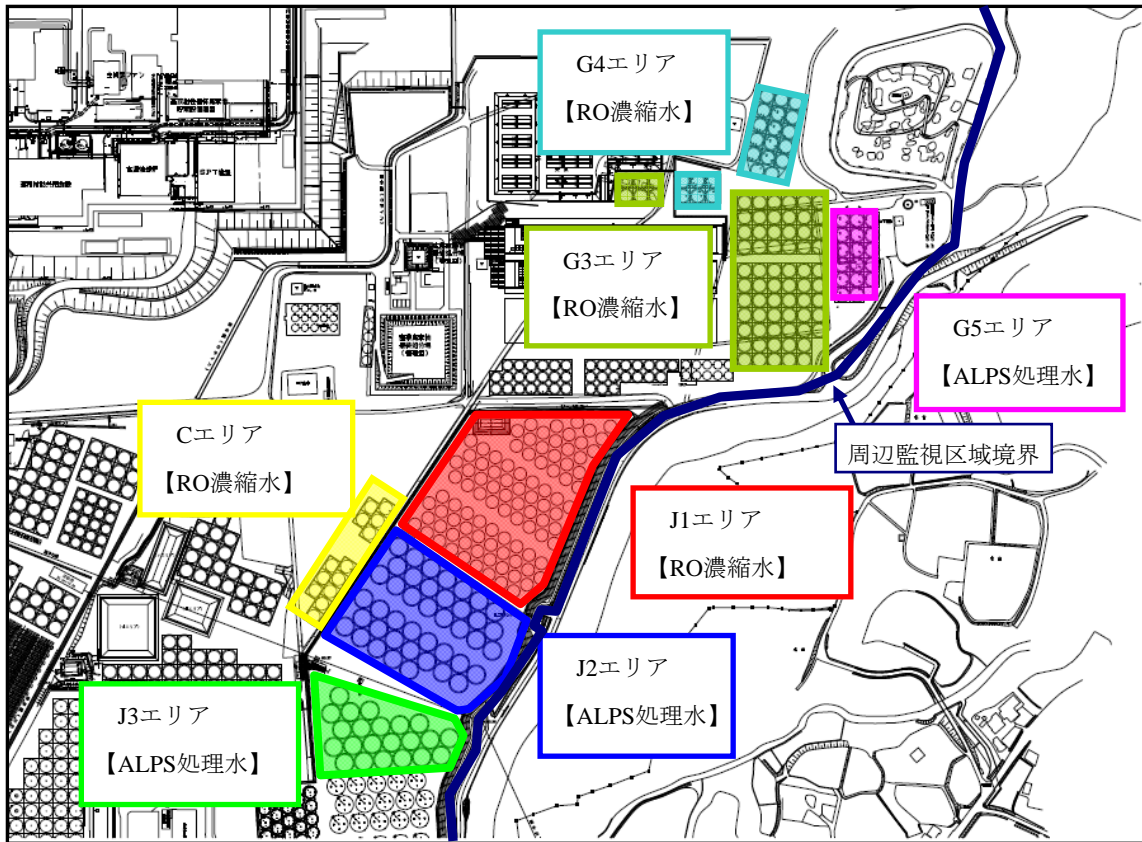 G4エリア
【RO濃縮水】
G3エリア
【RO濃縮水】
G5エリア
【ALPS処理水】
周辺監視区域境界
Cエリア
【RO濃縮水】
J1エリア
【RO濃縮水】
J2エリア
【ALPS処理水】
J3エリア
【ALPS処理水】